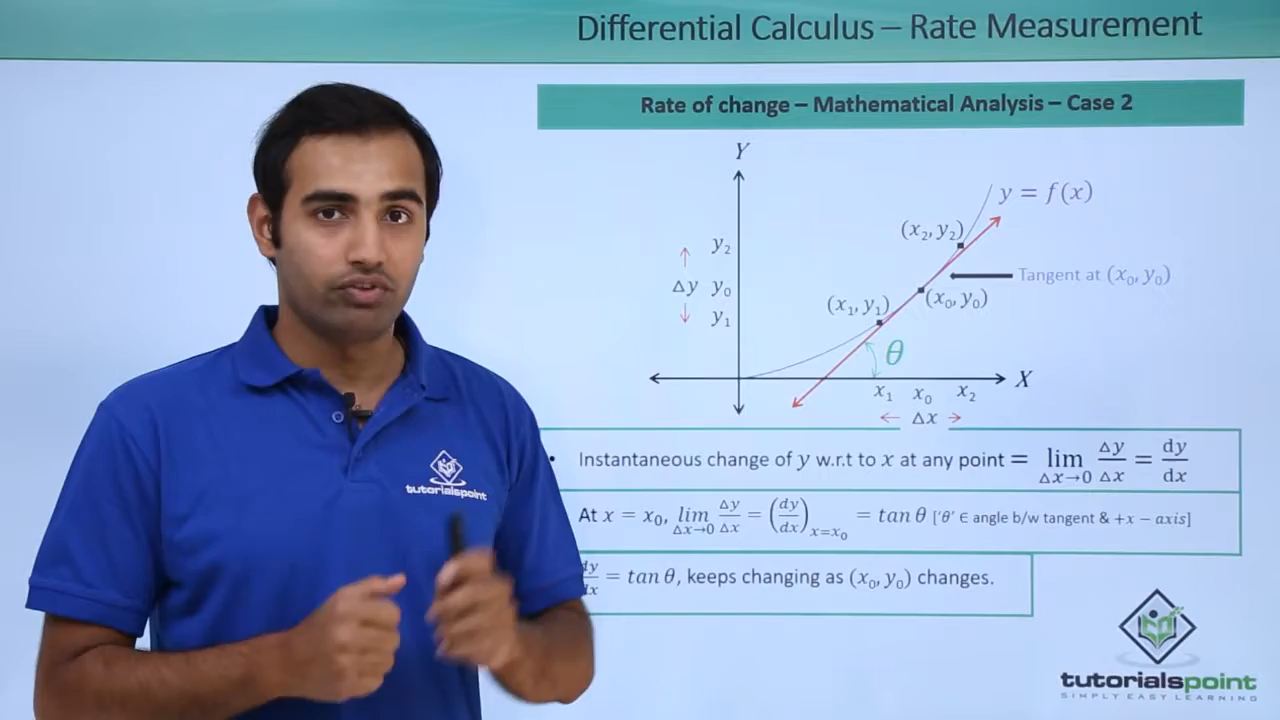 Differential Calculus – Rate Measurement
Rate of change – Mathematical Analysis – Case 2
Y
y = f(x)
(x₂, y₂)
y₂
Tangent at (x₀, y₀)
Δy y₀
(x₁, y₁)
(x₀, y₀)
y₁
θ
X
x₁ x₀ x₂
Δx
• Instantaneous change of y w.r.t to x at any point = lim Δx→0 Δy/Δx = dy/dx
At x = x₀, lim Δx→0 Δy/Δx = (dy/dx) x=x₀ = tan θ ['θ' ∈ angle b/w tangent & +x − axis]
dy/dx = tan θ, keeps changing as (x₀, y₀) changes.
tutorialspoint
tutorialspoint
SIMPLY EASY LEARNING